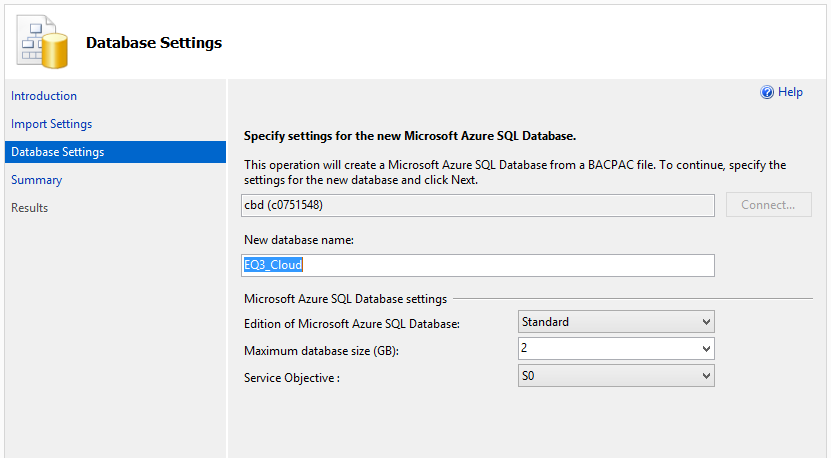 Database Settings
Introduction
Import Settings
Database Settings
Summary
Results
Help
Specify settings for the new Microsoft Azure SQL Database.
This operation will create a Microsoft Azure SQL Database from a BACPAC file. To continue, specify the
settings for the new database and click Next.
cbd (c0751548)
Connect...
New database name:
EQ3_Cloud
Microsoft Azure SQL Database settings
Edition of Microsoft Azure SQL Database:
Standard
Maximum database size (GB):
2
Service Objective :
S0